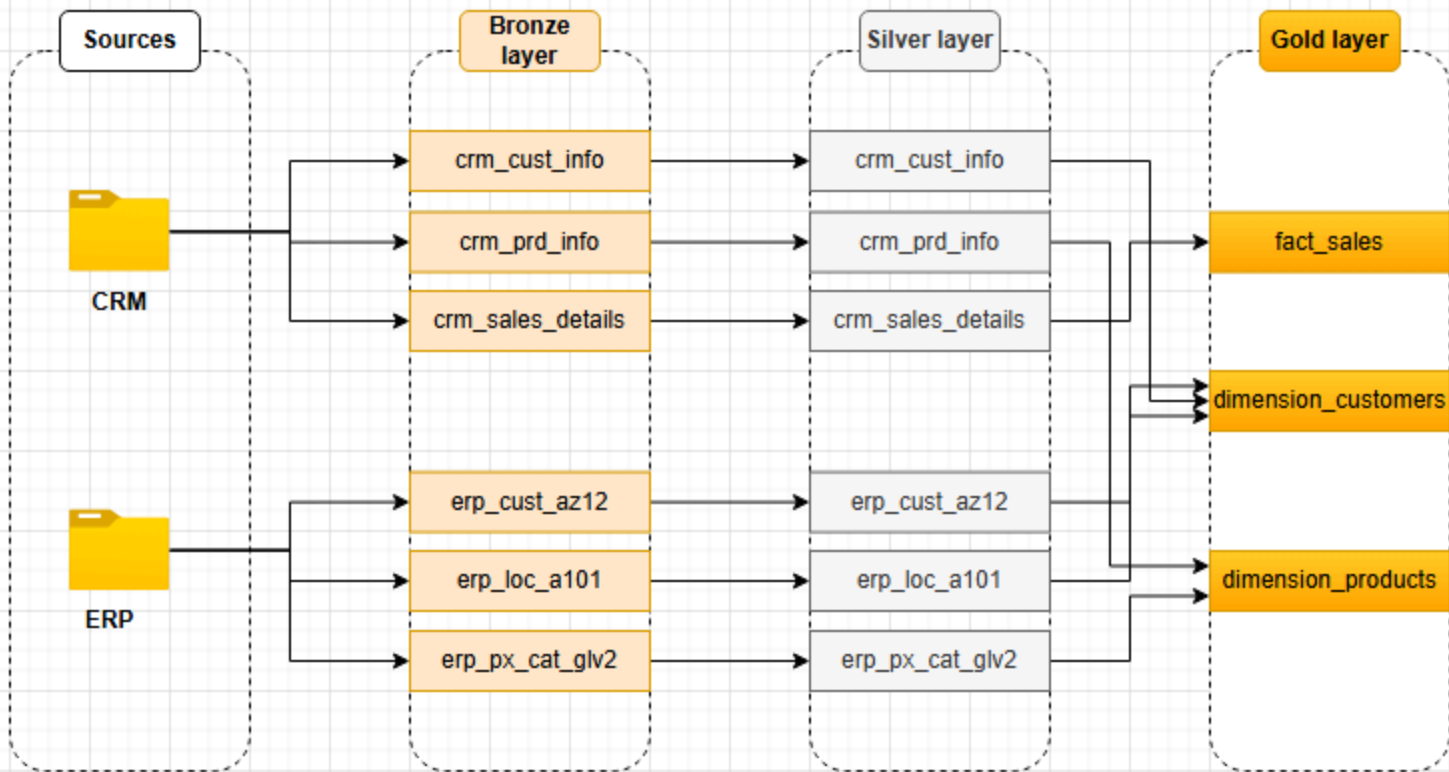 Sources
Bronze
layer
Silver layer
Gold layer
crm_cust_info
crm_cust_info
crm_prd_info
crm_prd_info
fact_sales
CRM
crm_sales_details
crm_sales_details
dimension_customers
erp_cust_az12
erp_cust_az12
erp_loc_a101
erp_loc_a101
dimension_products
ERP
erp_px_cat_glv2
erp_px_cat_glv2